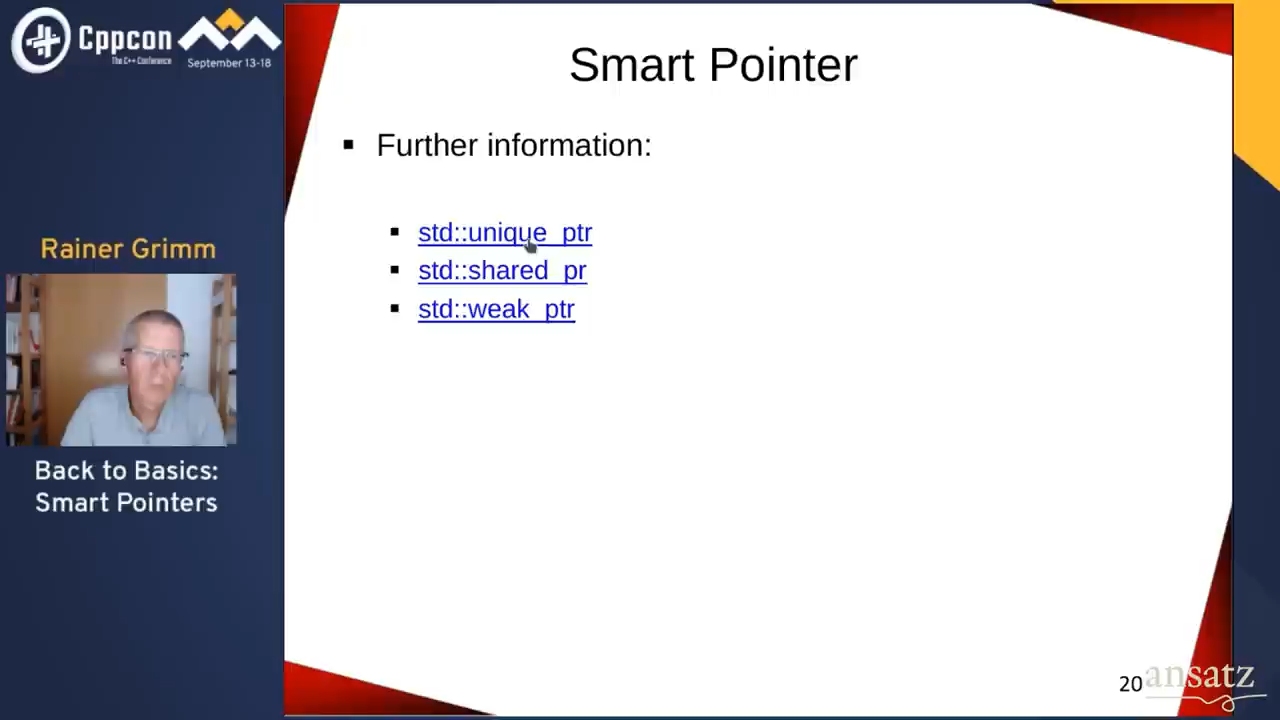 Cppcon
The C++ Conference
September 13-18
Rainer Grimm
Back to Basics:
Smart Pointers
Smart Pointer
Further information:
std::unique_ptr
std::shared_pr
std::weak_ptr
20
ansatz